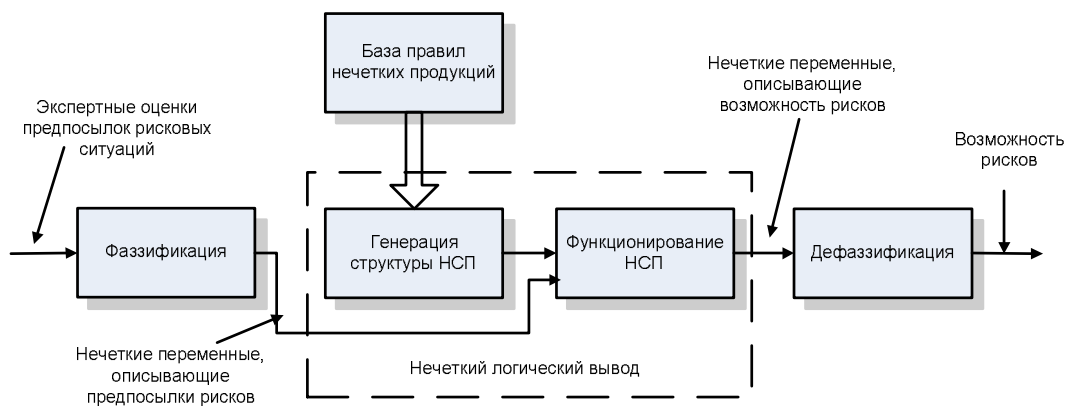 База правил
нечетких продукций
Нечеткие переменные,
описывающие
возможность рисков
Экспертные оценки
предпосылок рисковых
ситуаций
Возможность
рисков
Фаззификация
Генерация
структуры НСП
Функционирование
НСП
Дефаззификация
Нечеткие переменные,
описывающие
предпосылки рисков
Нечеткий логический вывод